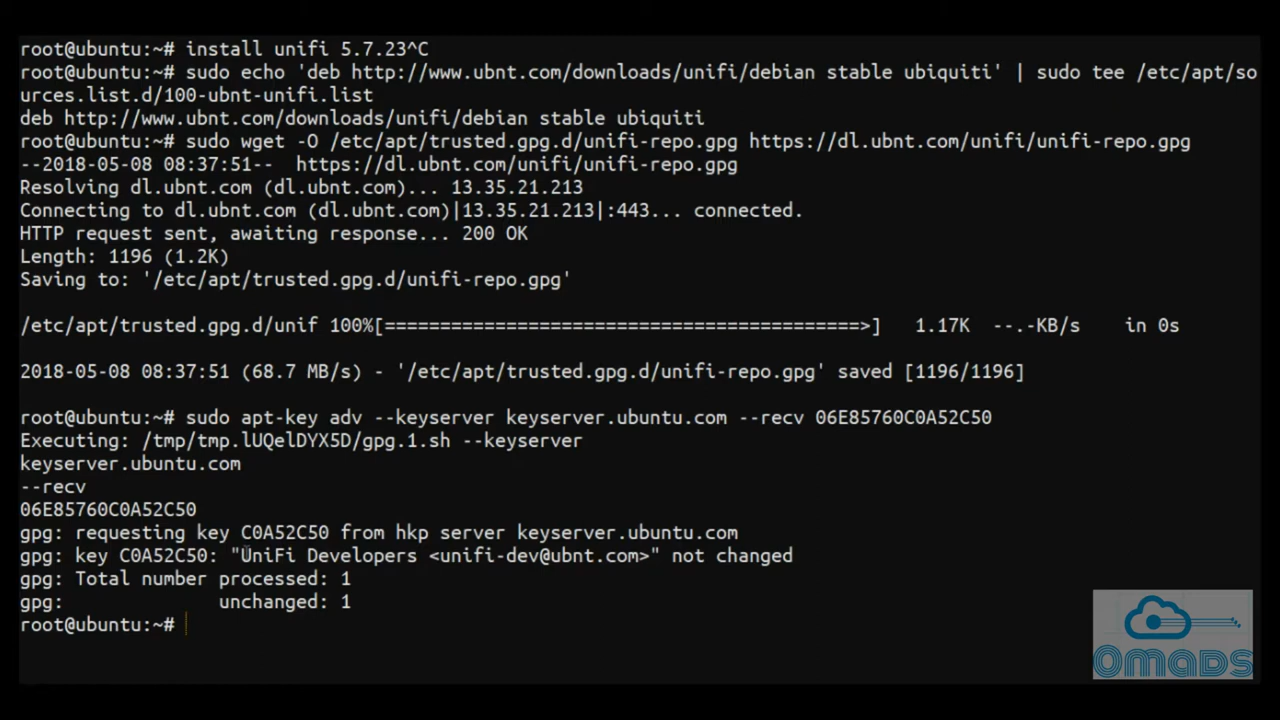 root@ubuntu:~# install unifi 5.7.23^C
root@ubuntu:~# sudo echo 'deb http://www.ubnt.com/downloads/unifi/debian stable ubiquiti' | sudo tee /etc/apt/so
urces.list.d/100-ubnt-unifi.list
deb http://www.ubnt.com/downloads/unifi/debian stable ubiquiti
root@ubuntu:~# sudo wget -O /etc/apt/trusted.gpg.d/unifi-repo.gpg https://dl.ubnt.com/unifi/unifi-repo.gpg
--2018-05-08 08:37:51--  https://dl.ubnt.com/unifi/unifi-repo.gpg
Resolving dl.ubnt.com (dl.ubnt.com)... 13.35.21.213
Connecting to dl.ubnt.com (dl.ubnt.com)|13.35.21.213|:443... connected.
HTTP request sent, awaiting response... 200 OK
Length: 1196 (1.2K)
Saving to: '/etc/apt/trusted.gpg.d/unifi-repo.gpg'
/etc/apt/trusted.gpg.d/unif 100%[===========================================>]   1.17K  --.-KB/s    in 0s
2018-05-08 08:37:51 (68.7 MB/s) - '/etc/apt/trusted.gpg.d/unifi-repo.gpg' saved [1196/1196]
root@ubuntu:~# sudo apt-key adv --keyserver keyserver.ubuntu.com --recv 06E85760C0A52C50
Executing: /tmp/tmp.lUQelDYX5D/gpg.1.sh --keyserver
keyserver.ubuntu.com
--recv
06E85760C0A52C50
gpg: requesting key C0A52C50 from hkp server keyserver.ubuntu.com
gpg: key C0A52C50: "UniFi Developers <unifi-dev@ubnt.com>" not changed
gpg: Total number processed: 1
gpg:              unchanged: 1
root@ubuntu:~#
Omads